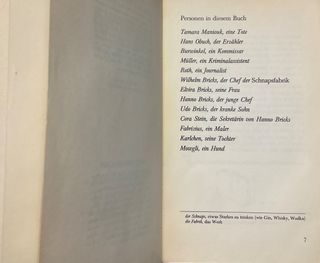 Personen in diesem Buch
Tamara Maniouk, eine Tote
Hans Obuch, der Erzähler
Burwinkel, ein Kommissar
Müller, ein Kriminalassistent
Roth, ein Journalist
Wilhelm Bricks, der Chef der Schnapsfabrik
Elvira Bricks, seine Frau
Hanno Bricks, der junge Chef
Udo Bricks, der kranke Sohn
Cora Stein, die Sekretärin von Hanno Bricks
Fabrizius, ein Maler
Karlchen, seine Tochter
Mowgli, ein Hund
der Schnaps, etwas Starkes zu trinken (wie Gin, Whisky, Wodka)
die Fabrik, das Werk
7